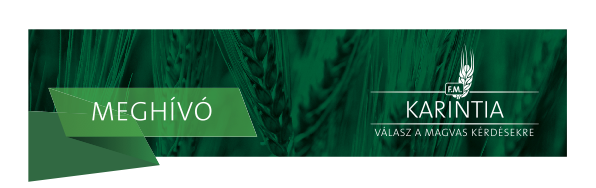 MEGHÍVÓ
F.M.
KARINTIA
VÁLASZ A MAGVAS KÉRDÉSEKRE